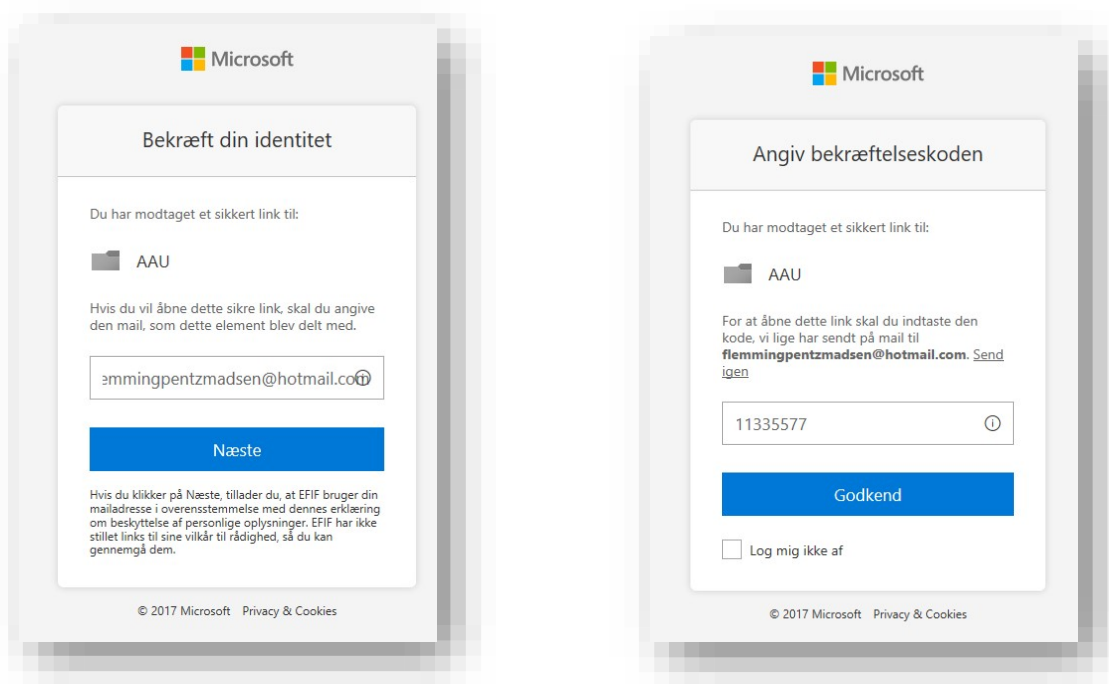 Microsoft
Bekræft din identitet
Du har modtaget et sikkert link til:
AAU
Hvis du vil åbne dette sikre link, skal du angive
den mail, som dette element blev delt med.
emmingpentzmadsen@hotmail.com
Næste
Hvis du klikker på Næste, tillader du, at EFIF bruger din
mailadresse i overensstemmelse med dennes erklæring
om beskyttelse af personlige oplysninger. EFIF har ikke
stillet links til sine vilkår til rådighed, så du kan
gennemgå dem.
© 2017 Microsoft Privacy & Cookies
Microsoft
Angiv bekræftelseskoden
Du har modtaget et sikkert link til:
AAU
For at åbne dette link skal du indtaste den
kode, vi lige har sendt på mail til
flemmingpentzmadsen@hotmail.com. Send
igen
11335577
Godkend
Log mig ikke af
© 2017 Microsoft Privacy & Cookies